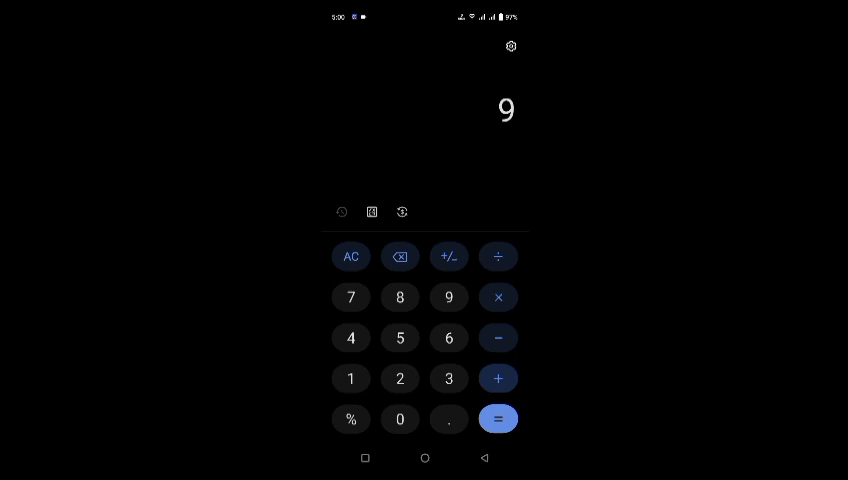 5:00 97%
9
AC +/- ÷
7 8 9 ×
4 5 6 −
1 2 3 +
% 0 . =